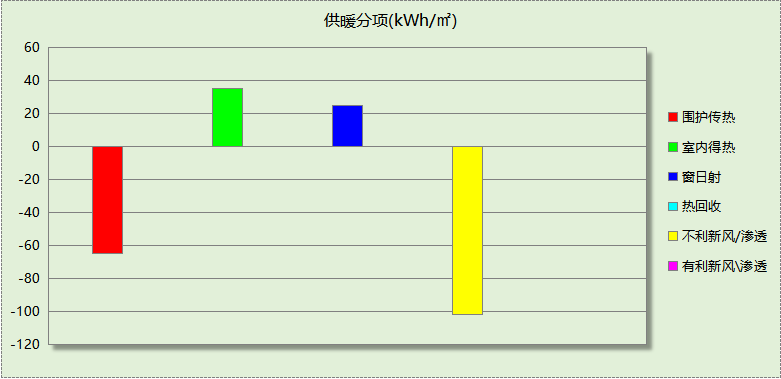 供暖分项(kWh/㎡)
60
40
20
0
-20
-40
-60
-80
-100
-120
围护传热
室内得热
窗日射
热回收
不利新风/渗透
有利新风\渗透